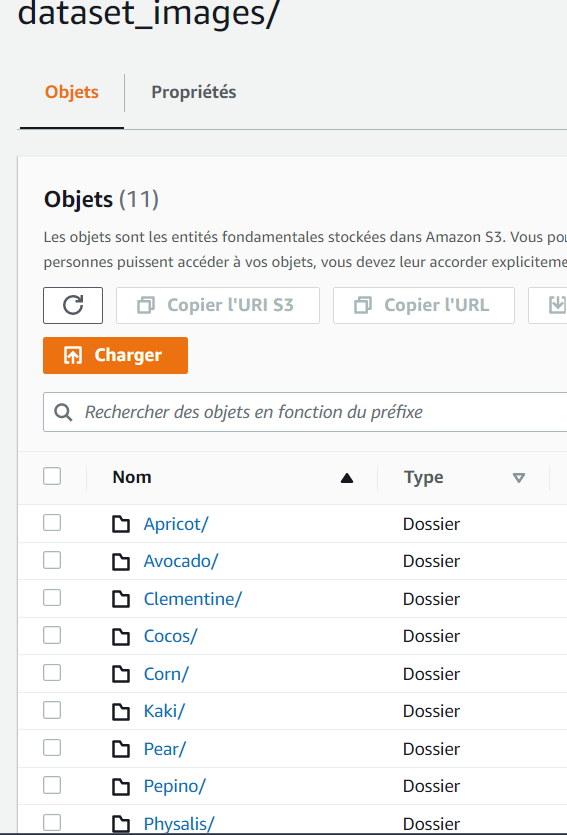 dataset_images/
Objets Propriétés
Objets (11)
Les objets sont les entités fondamentales stockées dans Amazon S3. Vous
personnes puissent accéder à vos objets, vous devez leur accorder
Copier l'URI S3 Copier l'URL
Charger
Rechercher des objets en fonction du préfixe
Nom Type
Apricot/ Dossier
Avocado/ Dossier
Clementine/ Dossier
Cocos/ Dossier
Corn/ Dossier
Kaki/ Dossier
Pear/ Dossier
Pepino/ Dossier
Physalis/ Dossier